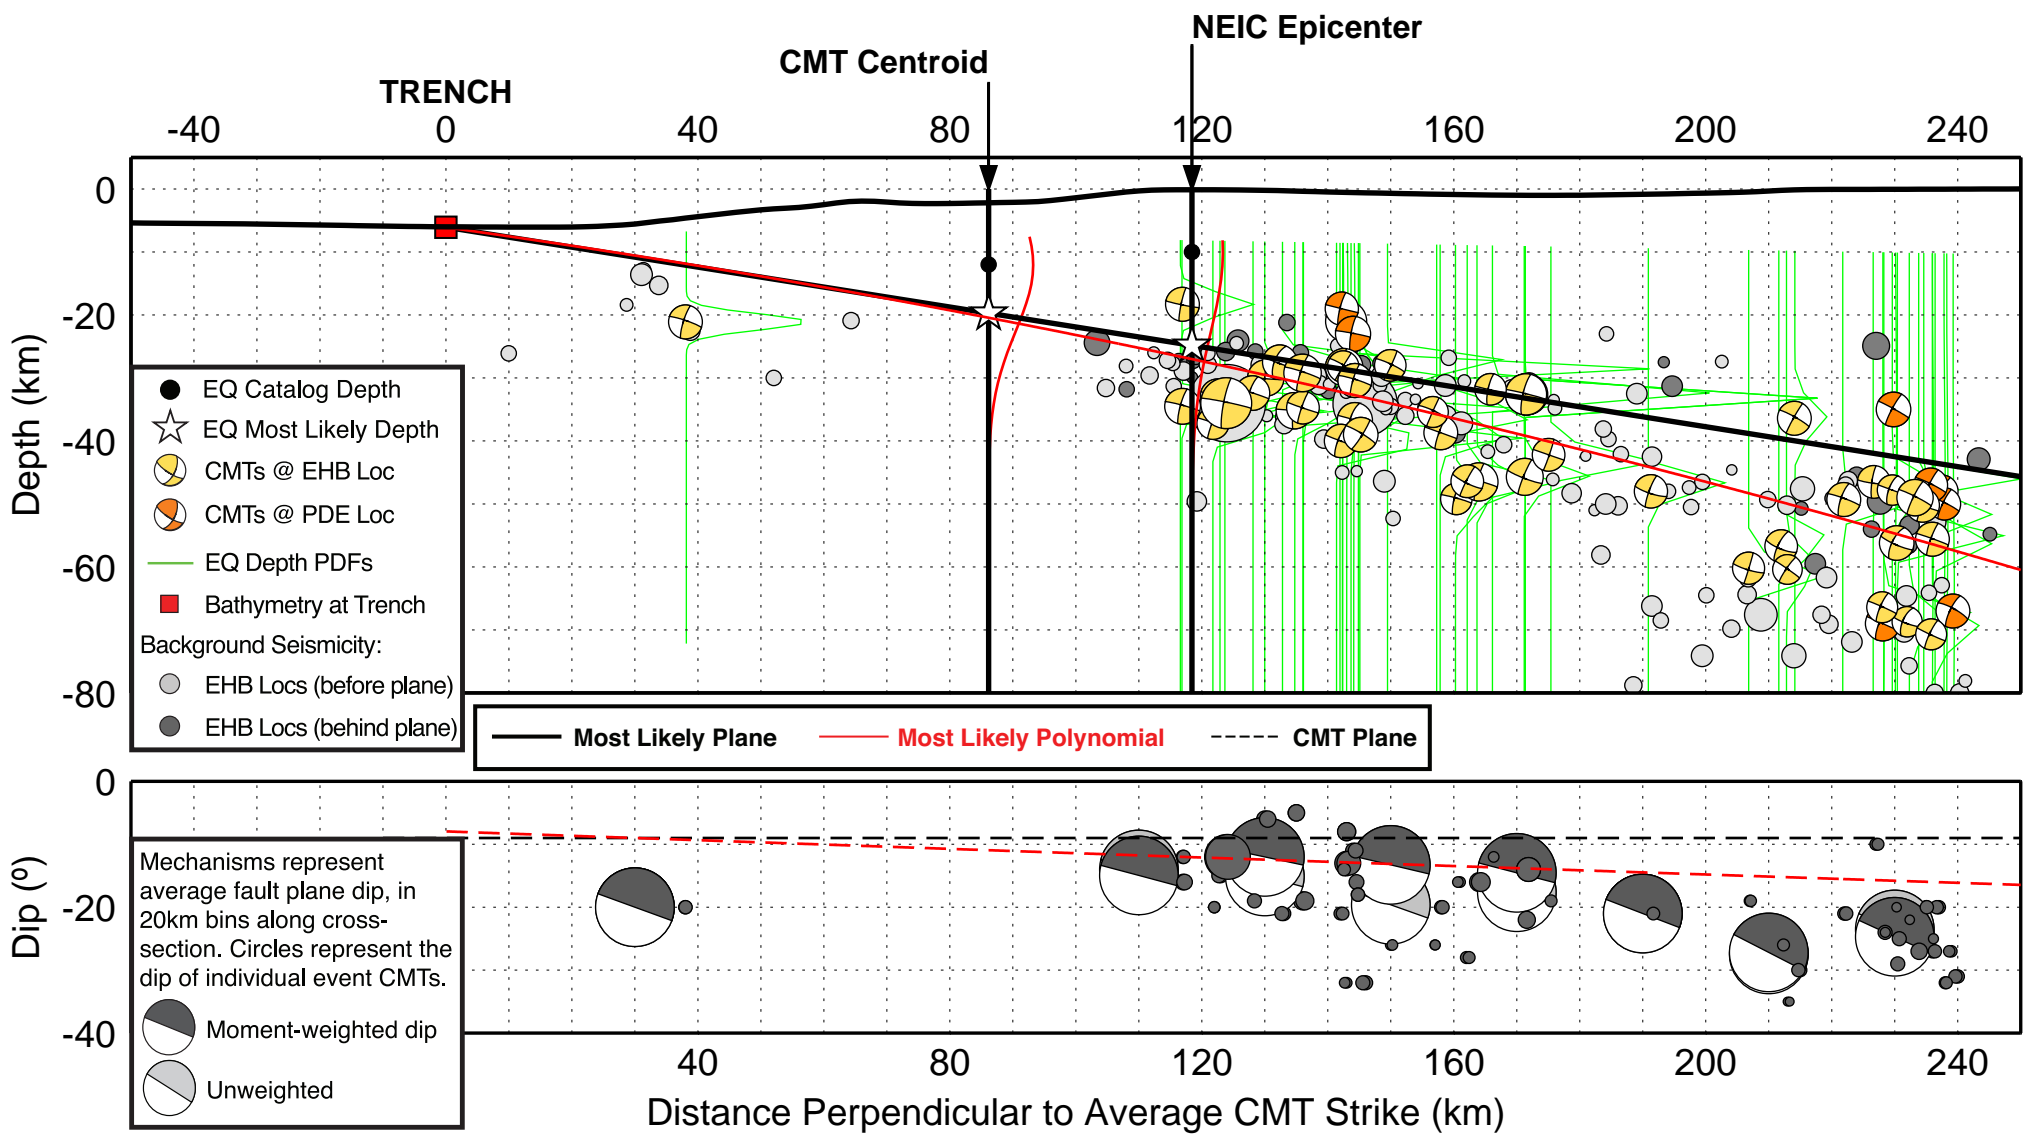 NEIC Epicenter
CMT Centroid
TRENCH
-40 0 40 80 120 160 200 240
0
-20
-40
-60
-80
Depth (km)
EQ Catalog Depth
EQ Most Likely Depth
CMTs @ EHB Loc
CMTs @ PDE Loc
EQ Depth PDFs
Bathymetry at Trench
Background Seismicity:
EHB Locs (before plane)
EHB Locs (behind plane)
Most Likely Plane Most Likely Polynomial CMT Plane
0
-20
-40
Dip (º)
Mechanisms represent
average fault plane dip, in
20km bins along cross-
section. Circles represent the
dip of individual event CMTs.
Moment-weighted dip
Unweighted
40 80 120 160 200 240
Distance Perpendicular to Average CMT Strike (km)